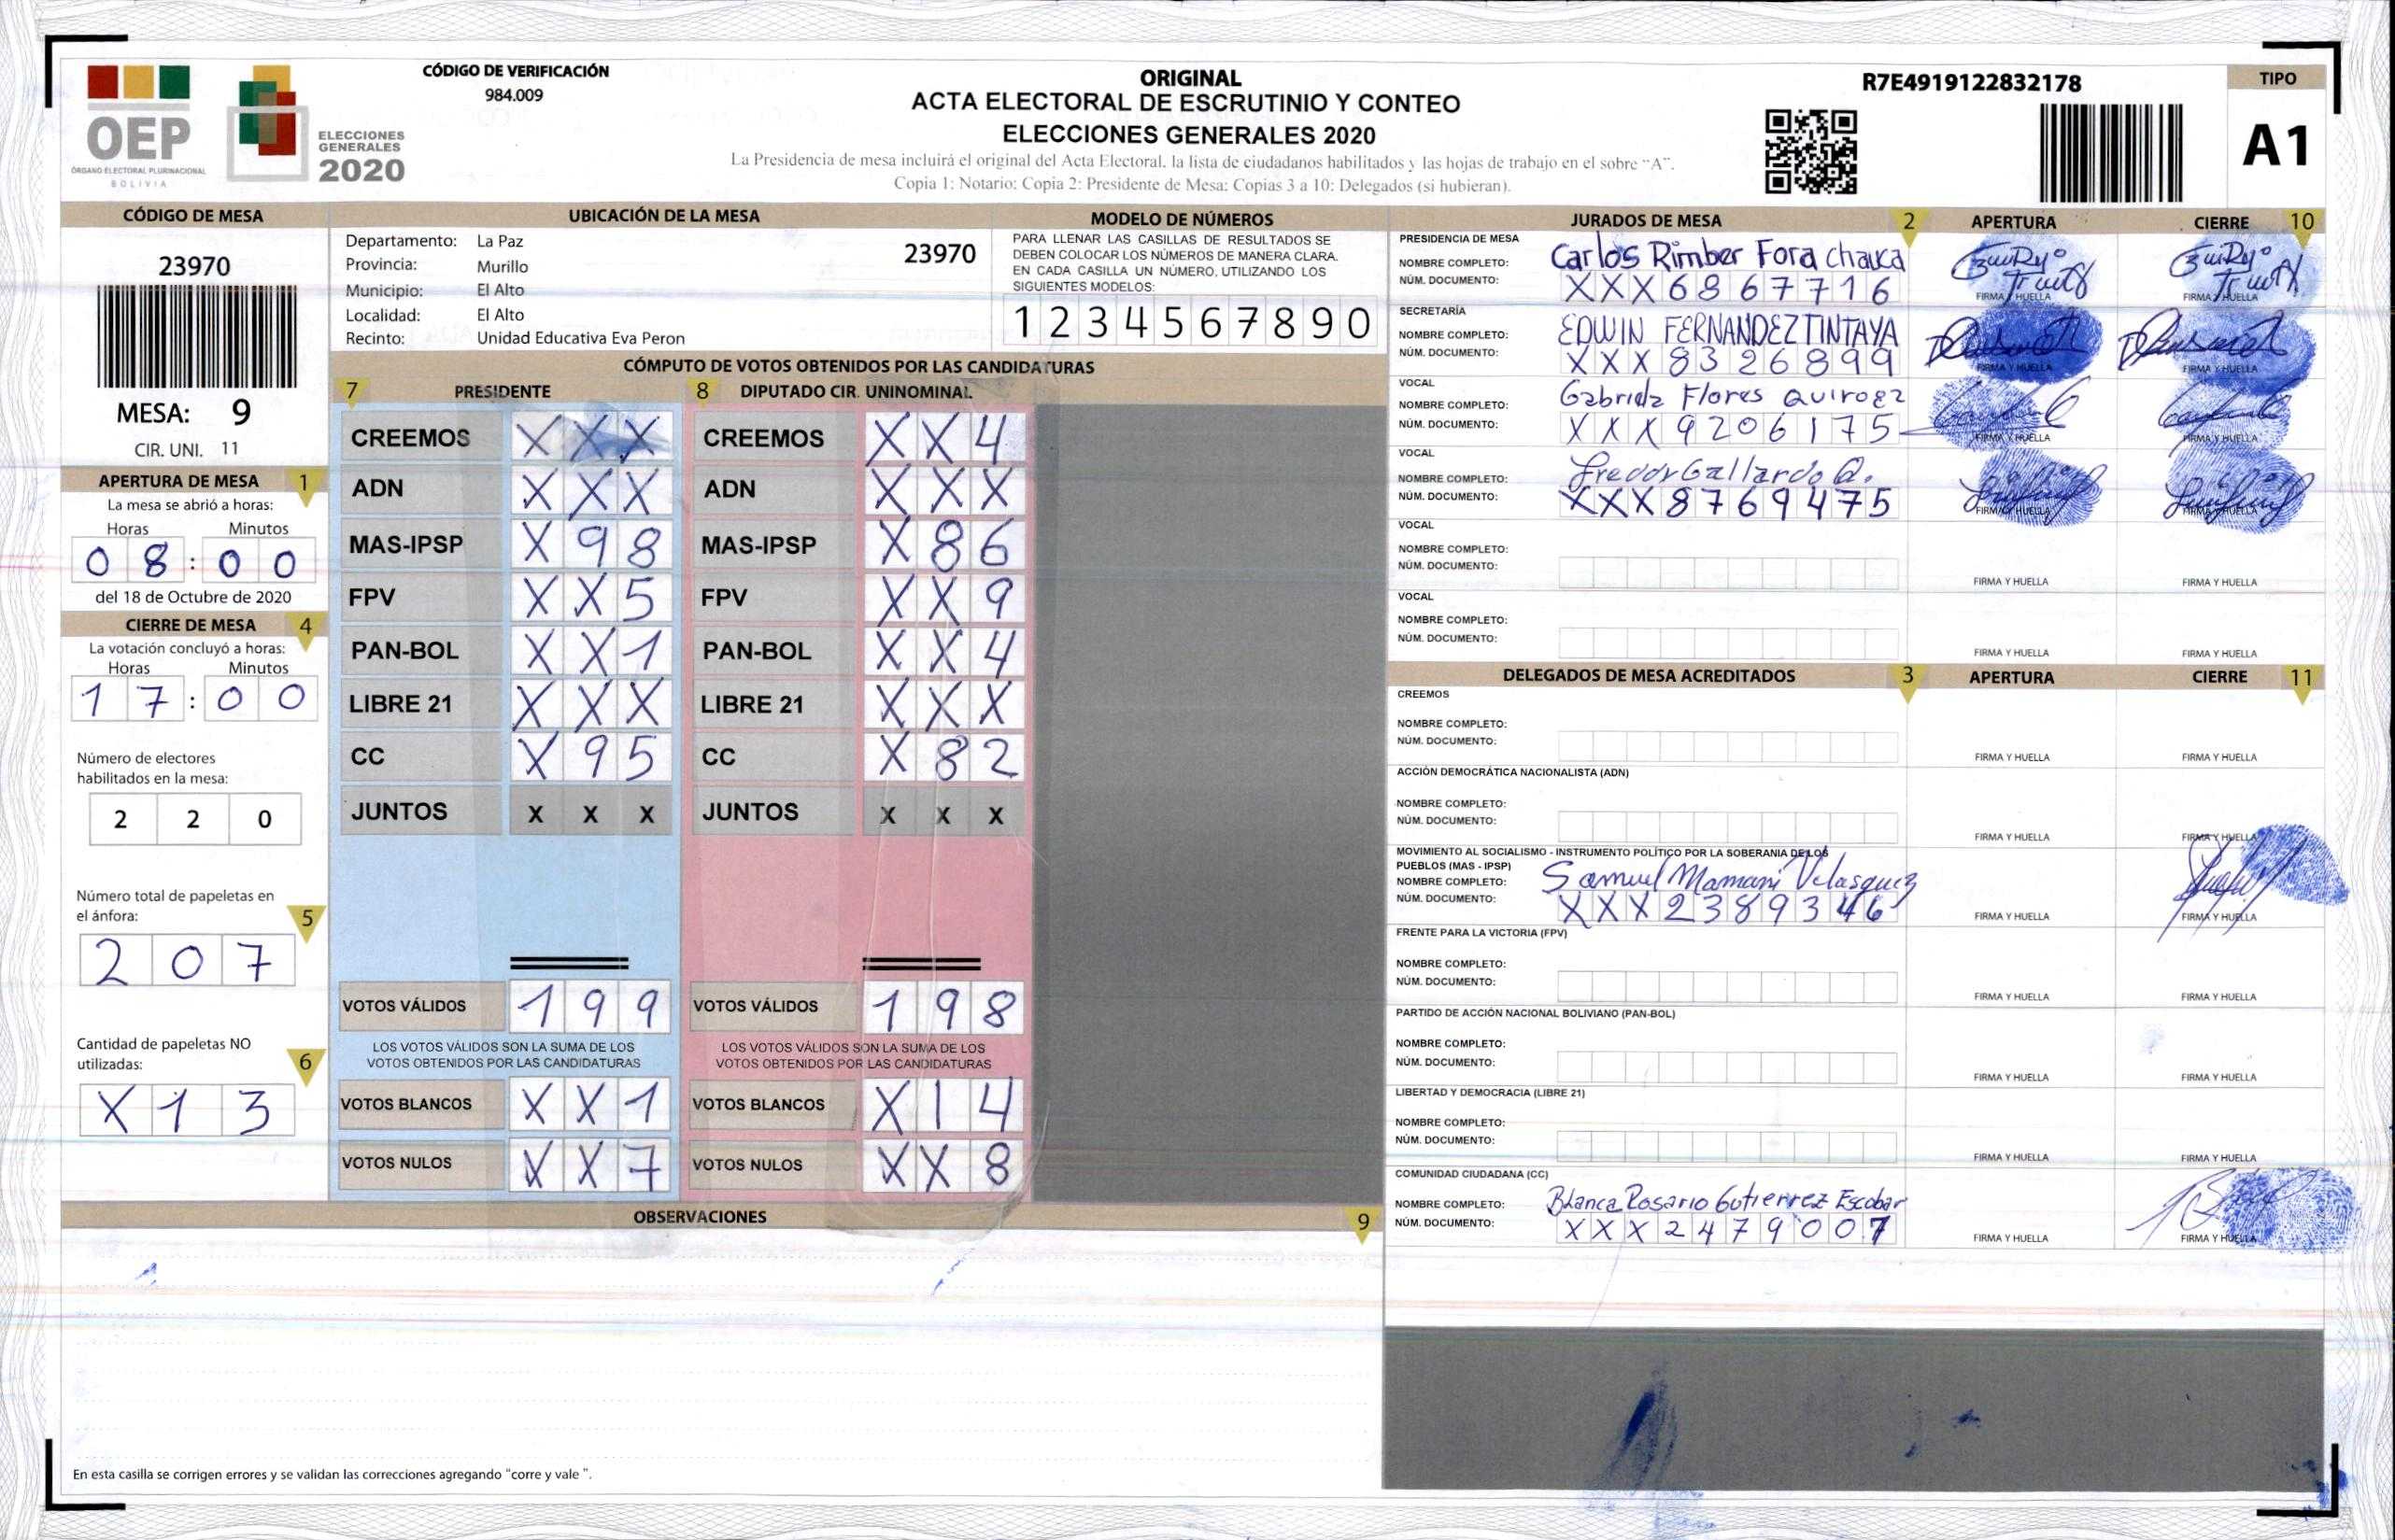 OEP
ÓRGANO ELECTORAL PLURINACIONAL
BOLIVIA
ELECCIONES
GENERALES
2020
CÓDIGO DE VERIFICACIÓN
984.009
ORIGINAL
ACTA ELECTORAL DE ESCRUTINIO Y CONTEO
ELECCIONES GENERALES 2020
La Presidencia de mesa incluirá el original del Acta Electoral, la lista de ciudadanos habilitados y las hojas de trabajo en el sobre "A".
Copia 1: Notario; Copia 2: Presidente de Mesa; Copias 3 a 10: Delegados (si hubieran).
R7E4919122832178
TIPO
A1
CÓDIGO DE MESA
23970
MESA: 9
CIR. UNI. 11
APERTURA DE MESA 1
La mesa se abrió a horas:
Horas Minutos
0 8 : 0 0
del 18 de Octubre de 2020
CIERRE DE MESA 4
La votación concluyó a horas:
Horas Minutos
1 7 : 0 0
Número de electores
habilitados en la mesa:
2 2 0
Número total de papeletas en
el ánfora: 5
2 0 7
Cantidad de papeletas NO
utilizadas: 6
X 1 3
UBICACIÓN DE LA MESA
Departamento: La Paz 23970
Provincia: Murillo
Municipio: El Alto
Localidad: El Alto
Recinto: Unidad Educativa Eva Peron
MODELO DE NÚMEROS
PARA LLENAR LAS CASILLAS DE RESULTADOS SE
DEBEN COLOCAR LOS NÚMEROS DE MANERA CLARA.
EN CADA CASILLA UN NÚMERO, UTILIZANDO LOS
SIGUIENTES MODELOS:
1 2 3 4 5 6 7 8 9 0
CÓMPUTO DE VOTOS OBTENIDOS POR LAS CANDIDATURAS
7 PRESIDENTE
CREEMOS X X X
ADN X X X
MAS-IPSP X 9 8
FPV X X 5
PAN-BOL X X 1
LIBRE 21 X X X
CC X 9 5
JUNTOS X X X
VOTOS VÁLIDOS 1 9 9
LOS VOTOS VÁLIDOS SON LA SUMA DE LOS
VOTOS OBTENIDOS POR LAS CANDIDATURAS
VOTOS BLANCOS X X 1
VOTOS NULOS X X 7
8 DIPUTADO CIR. UNINOMINAL
CREEMOS X X 4
ADN X X X
MAS-IPSP X 8 6
FPV X X 9
PAN-BOL X X 4
LIBRE 21 X X X
CC X 8 2
JUNTOS X X X
VOTOS VÁLIDOS 1 9 8
LOS VOTOS VÁLIDOS SON LA SUMA DE LOS
VOTOS OBTENIDOS POR LAS CANDIDATURAS
VOTOS BLANCOS X 1 4
VOTOS NULOS X X 8
OBSERVACIONES 9
En esta casilla se corrigen errores y se validan las correcciones agregando "corre y vale ".
JURADOS DE MESA 2 APERTURA CIERRE 10
PRESIDENCIA DE MESA
NOMBRE COMPLETO: Carlos Rimber Fora Chauca
NÚM. DOCUMENTO: X X X 6 8 6 7 7 1 6
FIRMA Y HUELLA FIRMA Y HUELLA
SECRETARÍA
NOMBRE COMPLETO: EDWIN FERNANDEZ TINTAYA
NÚM. DOCUMENTO: X X X 8 3 2 6 8 9 9
FIRMA Y HUELLA FIRMA Y HUELLA
VOCAL
NOMBRE COMPLETO: Gabriela Flores Quiroez
NÚM. DOCUMENTO: X X X 9 2 0 6 1 7 5
FIRMA Y HUELLA FIRMA Y HUELLA
VOCAL
NOMBRE COMPLETO: Freddy Gallardo Q.
NÚM. DOCUMENTO: X X X 8 7 6 9 4 7 5
FIRMA Y HUELLA FIRMA Y HUELLA
VOCAL
NOMBRE COMPLETO:
NÚM. DOCUMENTO:
FIRMA Y HUELLA FIRMA Y HUELLA
VOCAL
NOMBRE COMPLETO:
NÚM. DOCUMENTO:
FIRMA Y HUELLA FIRMA Y HUELLA
DELEGADOS DE MESA ACREDITADOS 3 APERTURA CIERRE 11
CREEMOS
NOMBRE COMPLETO:
NÚM. DOCUMENTO:
FIRMA Y HUELLA FIRMA Y HUELLA
ACCIÓN DEMOCRÁTICA NACIONALISTA (ADN)
NOMBRE COMPLETO:
NÚM. DOCUMENTO:
FIRMA Y HUELLA FIRMA Y HUELLA
MOVIMIENTO AL SOCIALISMO - INSTRUMENTO POLÍTICO POR LA SOBERANIA DE LOS
PUEBLOS (MAS - IPSP)
NOMBRE COMPLETO: Samuel Mamani Velasquez
NÚM. DOCUMENTO: X X X 2 3 8 9 3 4 6
FIRMA Y HUELLA FIRMA Y HUELLA
FRENTE PARA LA VICTORIA (FPV)
NOMBRE COMPLETO:
NÚM. DOCUMENTO:
FIRMA Y HUELLA FIRMA Y HUELLA
PARTIDO DE ACCIÓN NACIONAL BOLIVIANO (PAN-BOL)
NOMBRE COMPLETO:
NÚM. DOCUMENTO:
FIRMA Y HUELLA FIRMA Y HUELLA
LIBERTAD Y DEMOCRACIA (LIBRE 21)
NOMBRE COMPLETO:
NÚM. DOCUMENTO:
FIRMA Y HUELLA FIRMA Y HUELLA
COMUNIDAD CIUDADANA (CC)
NOMBRE COMPLETO: Blanca Rosario Gutierrez Escobar
NÚM. DOCUMENTO: X X X 2 4 7 9 0 0 7
FIRMA Y HUELLA FIRMA Y HUELLA